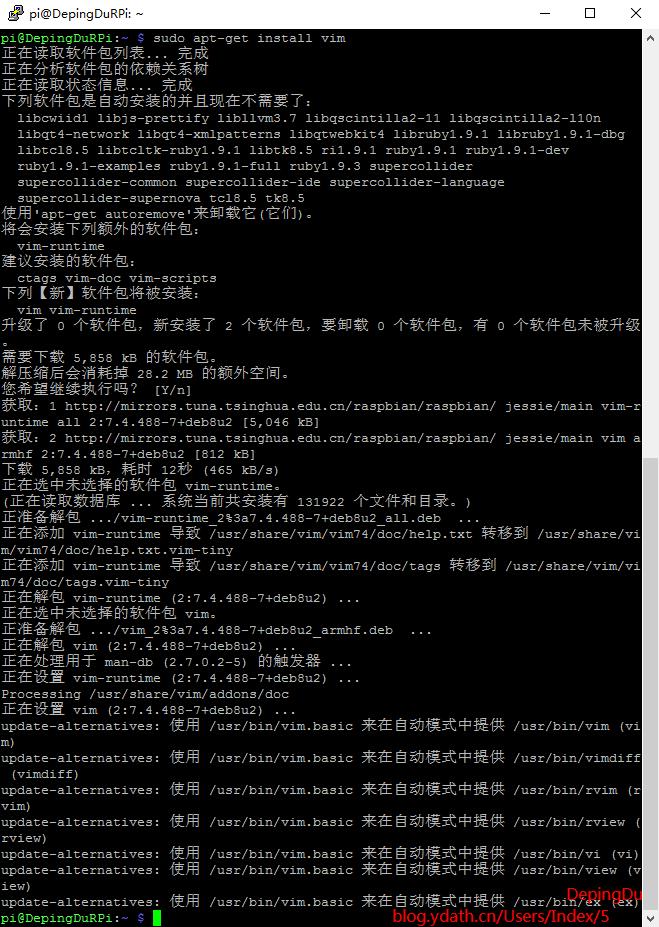 pi@DepingDuRPi: ~
pi@DepingDuRPi:~ $ sudo apt-get install vim
正在读取软件包列表... 完成
正在分析软件包的依赖关系树
正在读取状态信息... 完成
下列软件包是自动安装的并且现在不需要了：
  libcwiid1 libjs-prettify libllvm3.7 libqscintilla2-11 libqscintilla2-l10n
  libqt4-network libqt4-xmlpatterns libqtwebkit4 libruby1.9.1 libruby1.9.1-dbg
  libtcl8.5 libtcltk-ruby1.9.1 libtk8.5 ri1.9.1 ruby1.9.1 ruby1.9.1-dev
  ruby1.9.1-examples ruby1.9.1-full ruby1.9.3 supercollider
  supercollider-common supercollider-ide supercollider-language
  supercollider-supernova tcl8.5 tk8.5
使用'apt-get autoremove'来卸载它(它们)。
将会安装下列额外的软件包：
  vim-runtime
建议安装的软件包：
  ctags vim-doc vim-scripts
下列【新】软件包将被安装：
  vim vim-runtime
升级了 0 个软件包，新安装了 2 个软件包，要卸载 0 个软件包，有 0 个软件包未被升级
。
需要下载 5,858 kB 的软件包。
解压缩后会消耗掉 28.2 MB 的额外空间。
您希望继续执行吗？ [Y/n]
获取：1 http://mirrors.tuna.tsinghua.edu.cn/raspbian/raspbian/ jessie/main vim-r
untime all 2:7.4.488-7+deb8u2 [5,046 kB]
获取：2 http://mirrors.tuna.tsinghua.edu.cn/raspbian/raspbian/ jessie/main vim a
rmhf 2:7.4.488-7+deb8u2 [812 kB]
下载 5,858 kB，耗时 12秒 (465 kB/s)
正在选中未选择的软件包 vim-runtime。
(正在读取数据库 ... 系统当前共安装有 131922 个文件和目录。)
正准备解包 .../vim-runtime_2%3a7.4.488-7+deb8u2_all.deb  ...
正在添加 vim-runtime 导致 /usr/share/vim/vim74/doc/help.txt 转移到 /usr/share/vi
m/vim74/doc/help.txt.vim-tiny
正在添加 vim-runtime 导致 /usr/share/vim/vim74/doc/tags 转移到 /usr/share/vim/vi
m74/doc/tags.vim-tiny
正在解包 vim-runtime (2:7.4.488-7+deb8u2) ...
正在选中未选择的软件包 vim。
正准备解包 .../vim_2%3a7.4.488-7+deb8u2_armhf.deb  ...
正在解包 vim (2:7.4.488-7+deb8u2) ...
正在处理用于 man-db (2.7.0.2-5) 的触发器 ...
正在设置 vim-runtime (2:7.4.488-7+deb8u2) ...
Processing /usr/share/vim/addons/doc
正在设置 vim (2:7.4.488-7+deb8u2) ...
update-alternatives: 使用 /usr/bin/vim.basic 来在自动模式中提供 /usr/bin/vim (vi
m)
update-alternatives: 使用 /usr/bin/vim.basic 来在自动模式中提供 /usr/bin/vimdiff
 (vimdiff)
update-alternatives: 使用 /usr/bin/vim.basic 来在自动模式中提供 /usr/bin/rvim (r
vim)
update-alternatives: 使用 /usr/bin/vim.basic 来在自动模式中提供 /usr/bin/rview (
rview)
update-alternatives: 使用 /usr/bin/vim.basic 来在自动模式中提供 /usr/bin/vi (vi)
update-alternatives: 使用 /usr/bin/vim.basic 来在自动模式中提供 /usr/bin/view (v
iew)
update-alternatives: 使用 /usr/bin/vim.basic 来在自动模式中提供 /usr/bin/ex (ex)
DepingDu
pi@DepingDuRPi:~ $
blog.ydath.cn/Users/Index/5